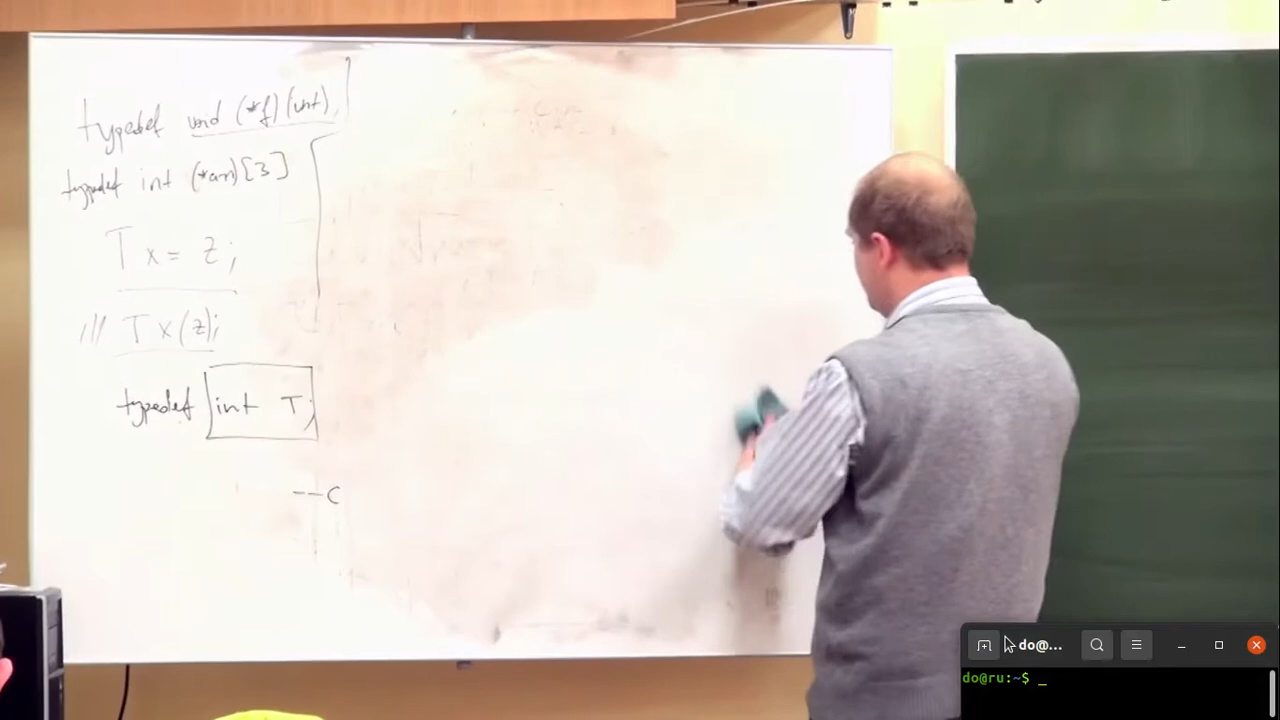 typedef void (*f)(int);
typedef int (*arr)[3]
T x = z;
/// T x(z);
typedef int T;
--c
do@...
do@ru:~$ _